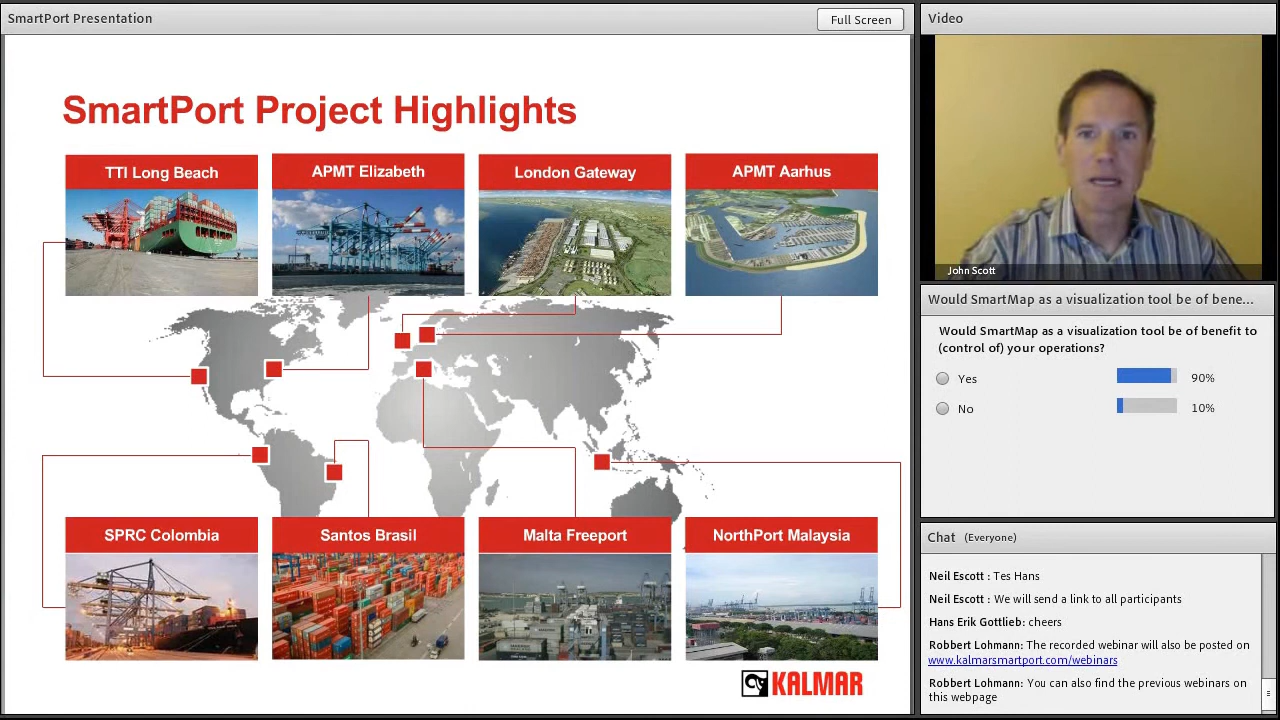 SmartPort Presentation
Full Screen
SmartPort Project Highlights
TTI Long Beach
APMT Elizabeth
London Gateway
APMT Aarhus
SPRC Colombia
Santos Brasil
Malta Freeport
NorthPort Malaysia
KALMAR
Video
John Scott
Would SmartMap as a visualization tool be of bene...
Would SmartMap as a visualization tool be of benefit to
(control of) your operations?
Yes 90%
No 10%
Chat (Everyone)
Neil Escott : Tes Hans
Neil Escott : We will send a link to all participants
Hans Erik Gottlieb: cheers
Robbert Lohmann: The recorded webinar will also be posted on
www.kalmarsmartport.com/webinars
Robbert Lohmann: You can also find the previous webinars on
this webpage